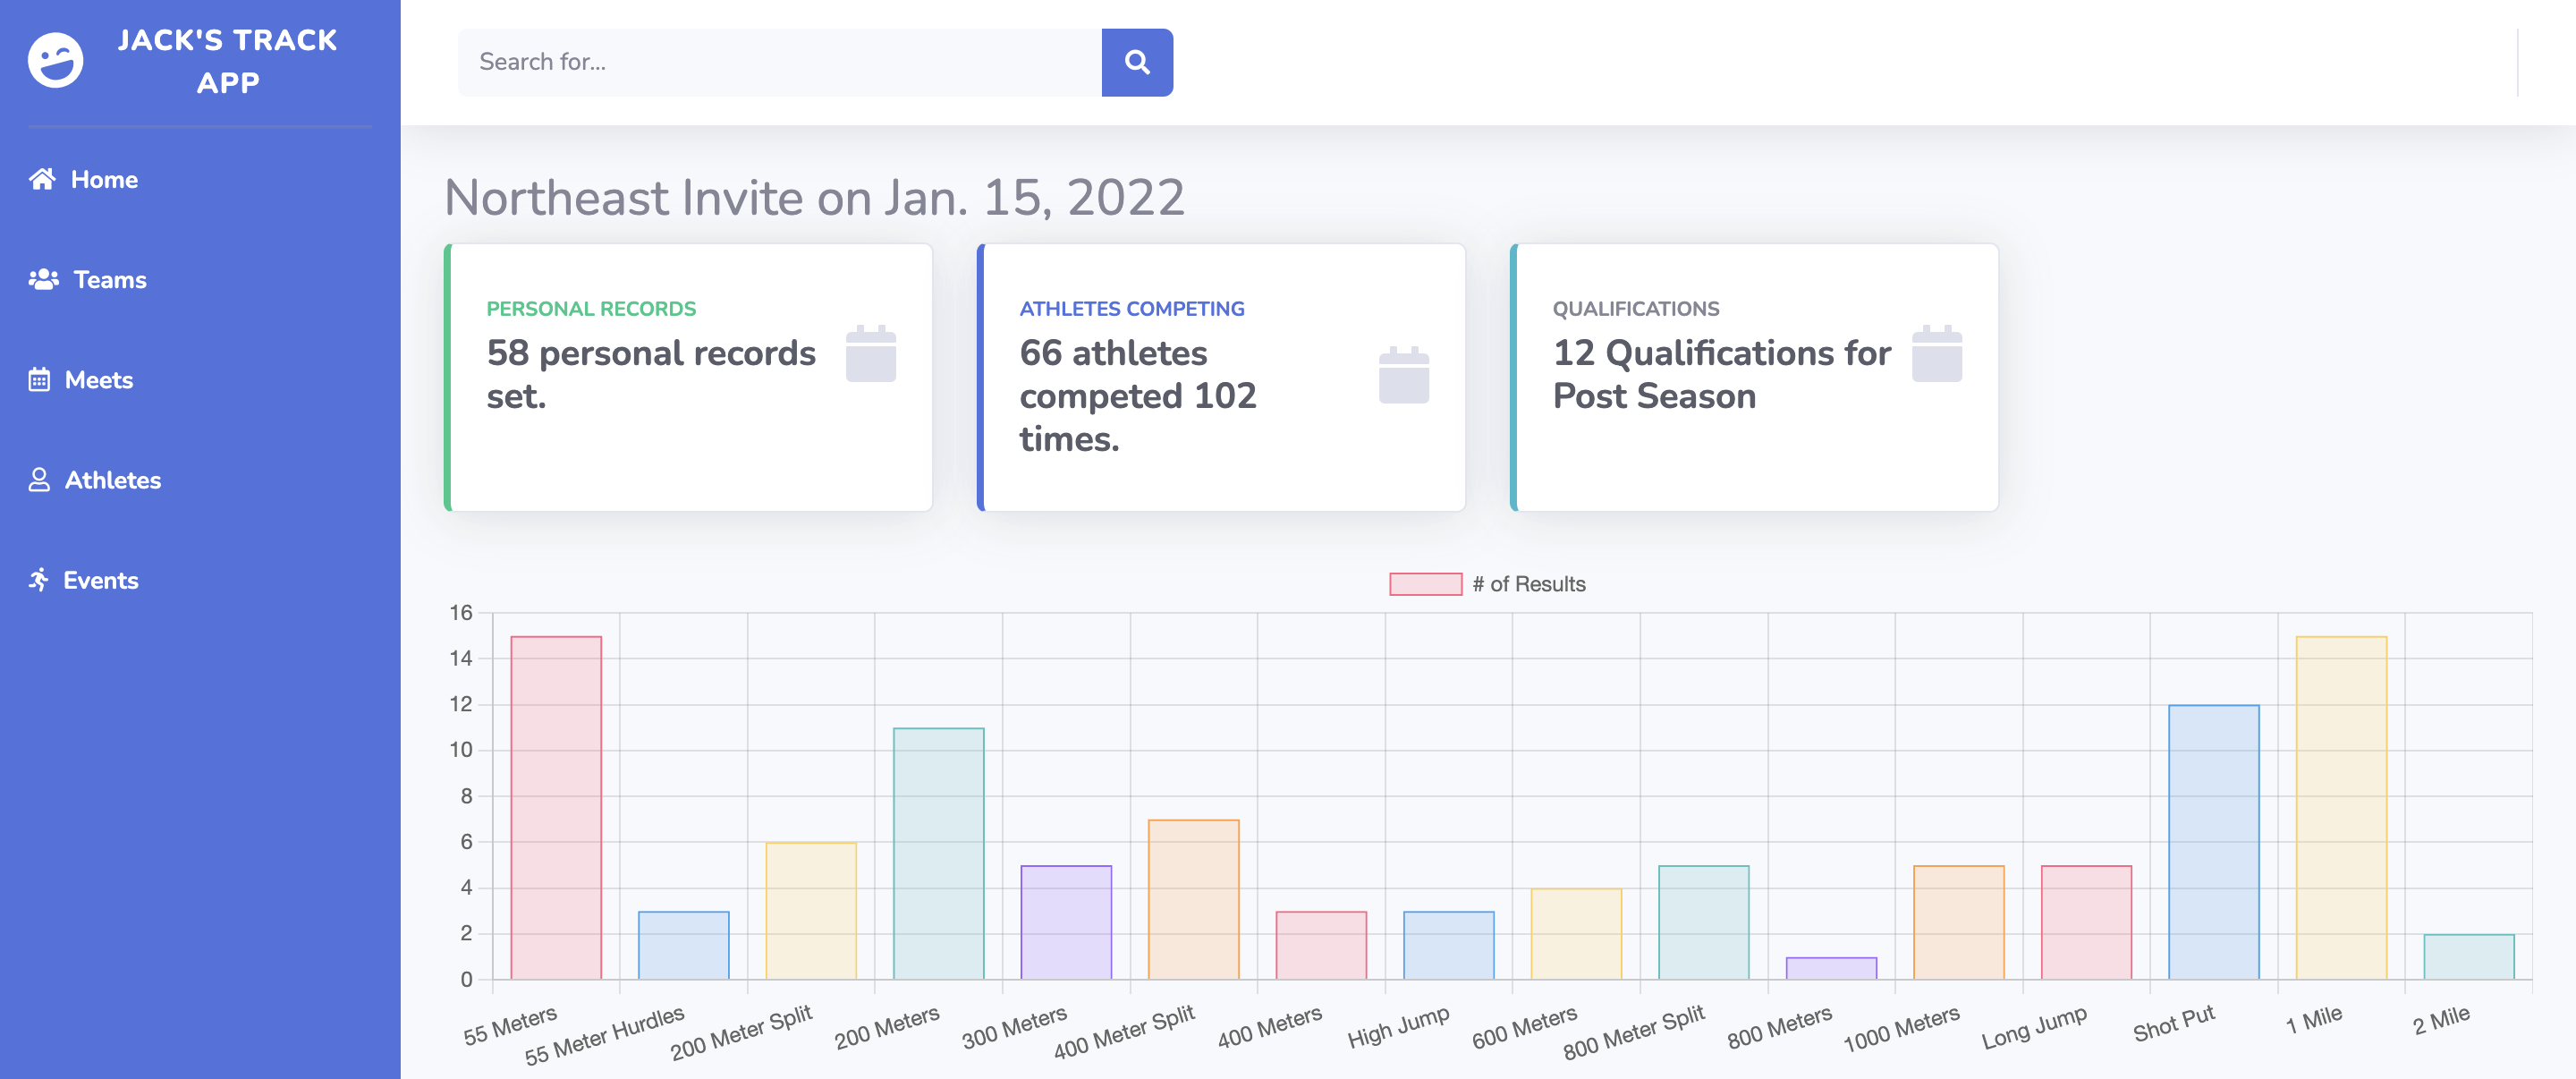 JACK'S TRACK
APP
Home
Teams
Meets
Athletes
Events
Search for...
Northeast Invite on Jan. 15, 2022
PERSONAL RECORDS
58 personal records
set.
ATHLETES COMPETING
66 athletes
competed 102
times.
QUALIFICATIONS
12 Qualifications for
Post Season
# of Results
16
14
12
10
8
6
4
2
0
55 Meters
55 Meter Hurdles
200 Meter Split
200 Meters
300 Meters
400 Meter Split
400 Meters
High Jump
600 Meters
800 Meter Split
800 Meters
1000 Meters
Long Jump
Shot Put
1 Mile
2 Mile